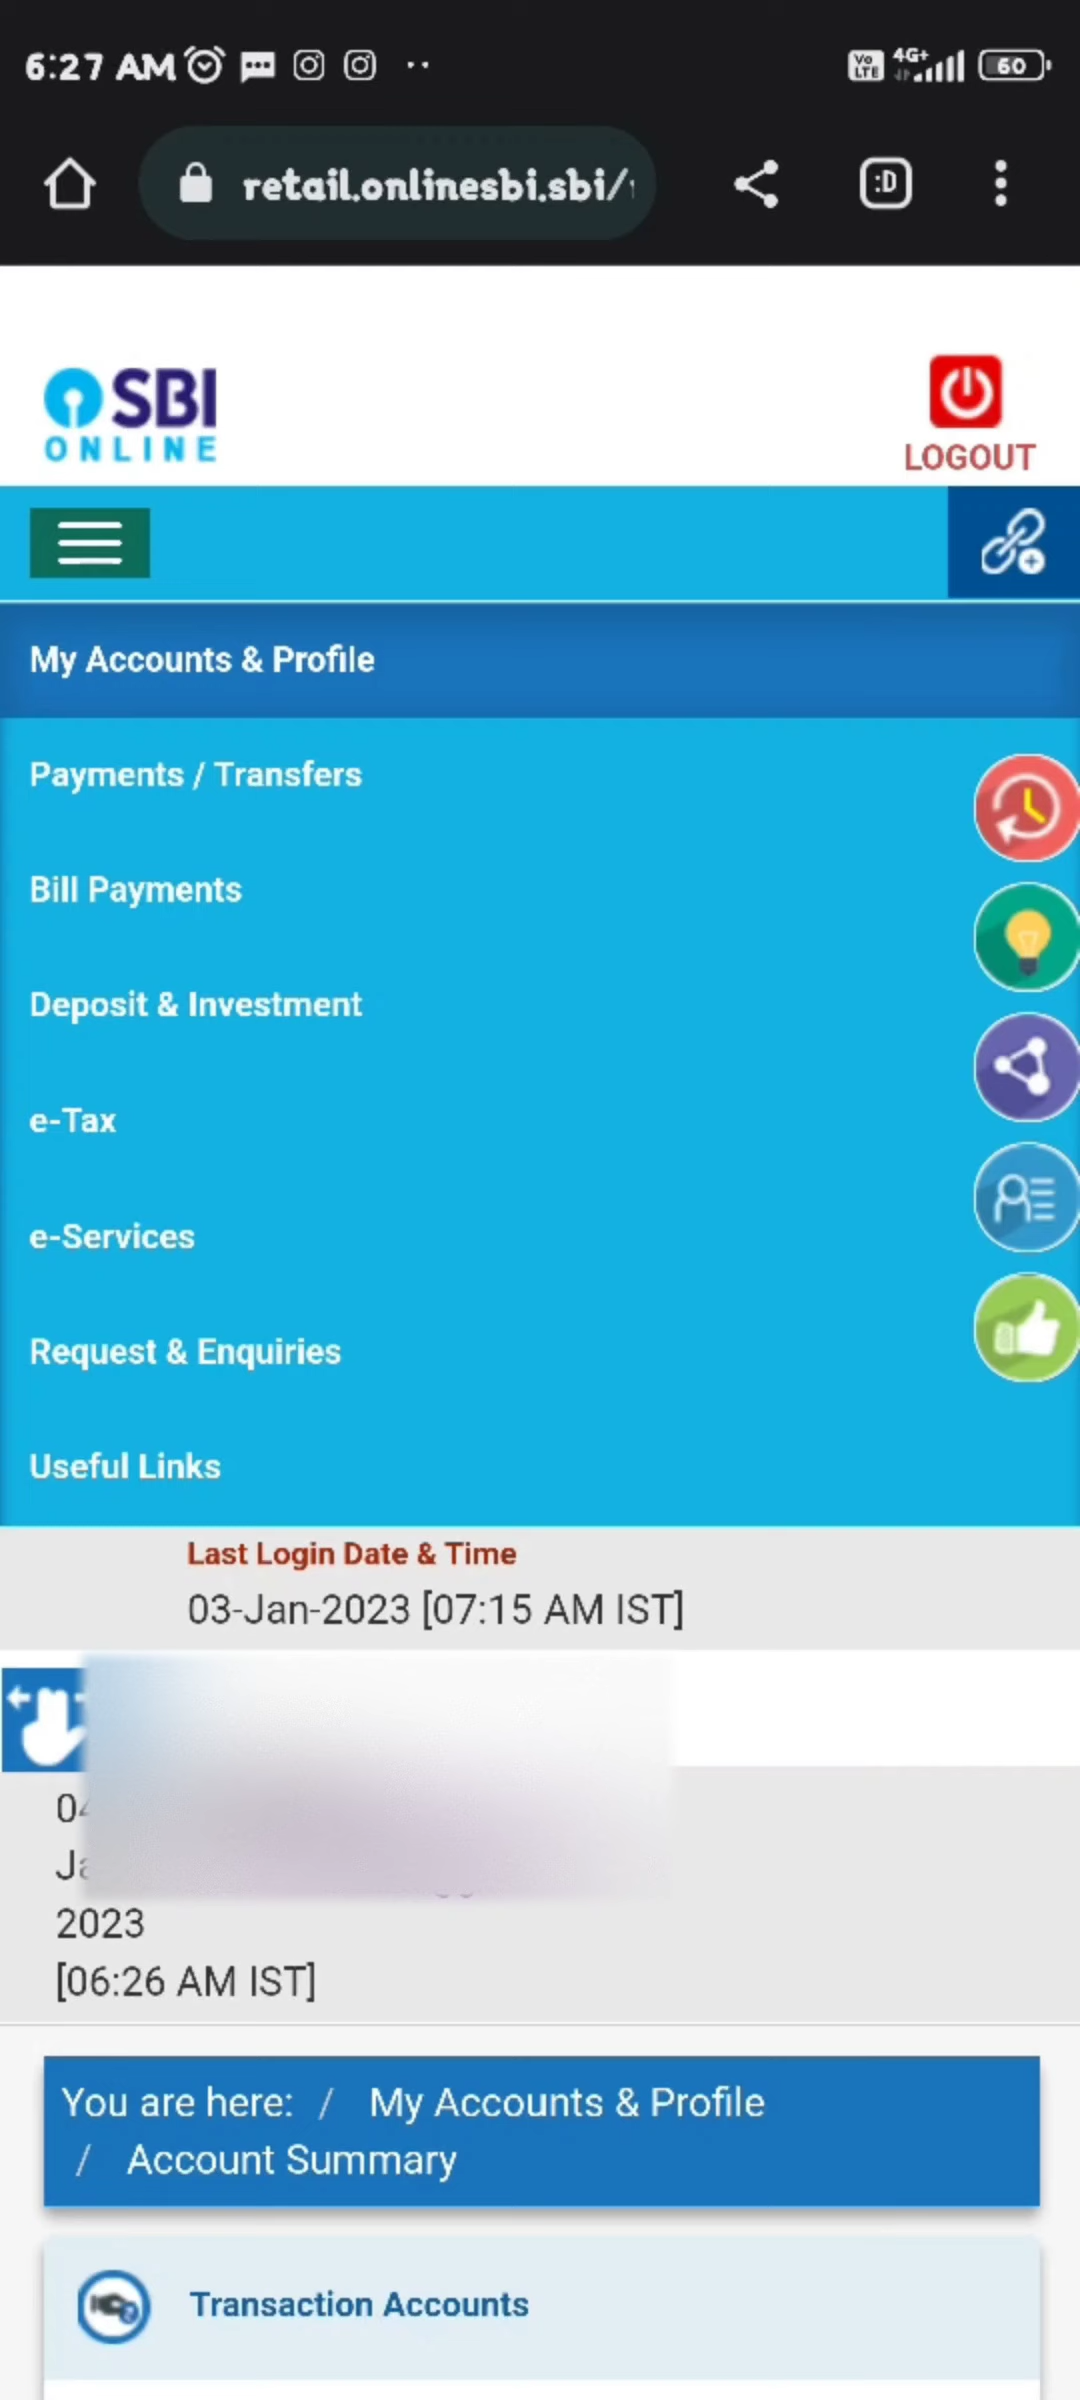 6:27 AM
Vo LTE 4G+ 60
retail.onlinesbi.sbi/
:D
SBI
ONLINE
LOGOUT
My Accounts & Profile
Payments / Transfers
Bill Payments
Deposit & Investment
e-Tax
e-Services
Request & Enquiries
Useful Links
Last Login Date & Time
03-Jan-2023 [07:15 AM IST]
2023
[06:26 AM IST]
You are here: / My Accounts & Profile
/ Account Summary
Transaction Accounts